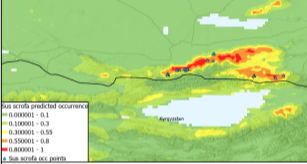 Kyrgyzstan
Sus scrofa predicted occurrence
0.000001 - 0.1
0.100001 - 0.3
0.300001 - 0.55
0.550001 - 0.8
0.800001 - 1
Sus scrofa occ points